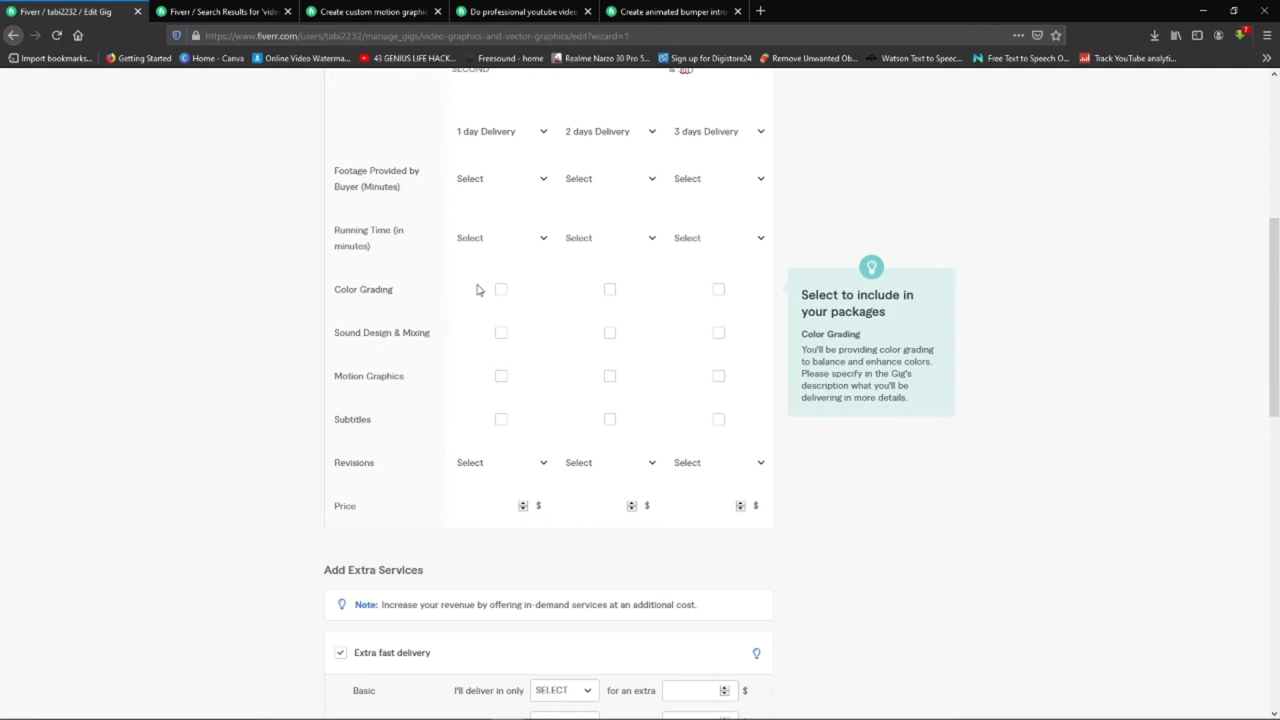 Fiverr / tabi2232 / Edit Gig
Fiverr / Search Results for 'vide
Create custom motion graphic
Do professional youtube video
Create animated bumper intro
https://www.fiverr.com/users/tabi2232/manage_gigs/video-graphics-and-vector-graphics/edit?wizard=1
Import bookmarks...
Getting Started
Home - Canva
Online Video Waterma...
43 GENIUS LIFE HACK...
Freesound - home
Realme Narzo 30 Pro 5...
Sign up for Digistore24
Remove Unwanted Ob...
Watson Text to Speec...
Free Text to Speech O...
Track YouTube analyti...
SECOND
1 day Delivery
2 days Delivery
3 days Delivery
Footage Provided by
Buyer (Minutes)
Select
Select
Select
Running Time (in
minutes)
Select
Select
Select
Color Grading
Sound Design & Mixing
Motion Graphics
Subtitles
Revisions
Select
Select
Select
Price
$
$
$
Select to include in
your packages
Color Grading
You'll be providing color grading
to balance and enhance colors.
Please specify in the Gig's
description what you'll be
delivering in more details.
Add Extra Services
Note: Increase your revenue by offering in-demand services at an additional cost.
Extra fast delivery
Basic
I'll deliver in only
SELECT
for an extra
$